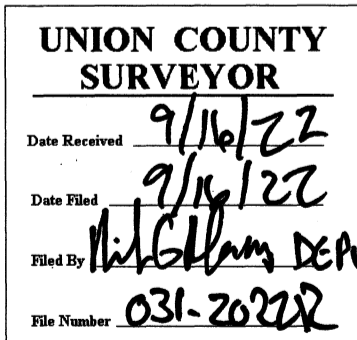 UNION COUNTY
SURVEYOR
Date Received 9/16/22
Date Filed 9/16/22
Filed By DEPU
File Number 031-2022R